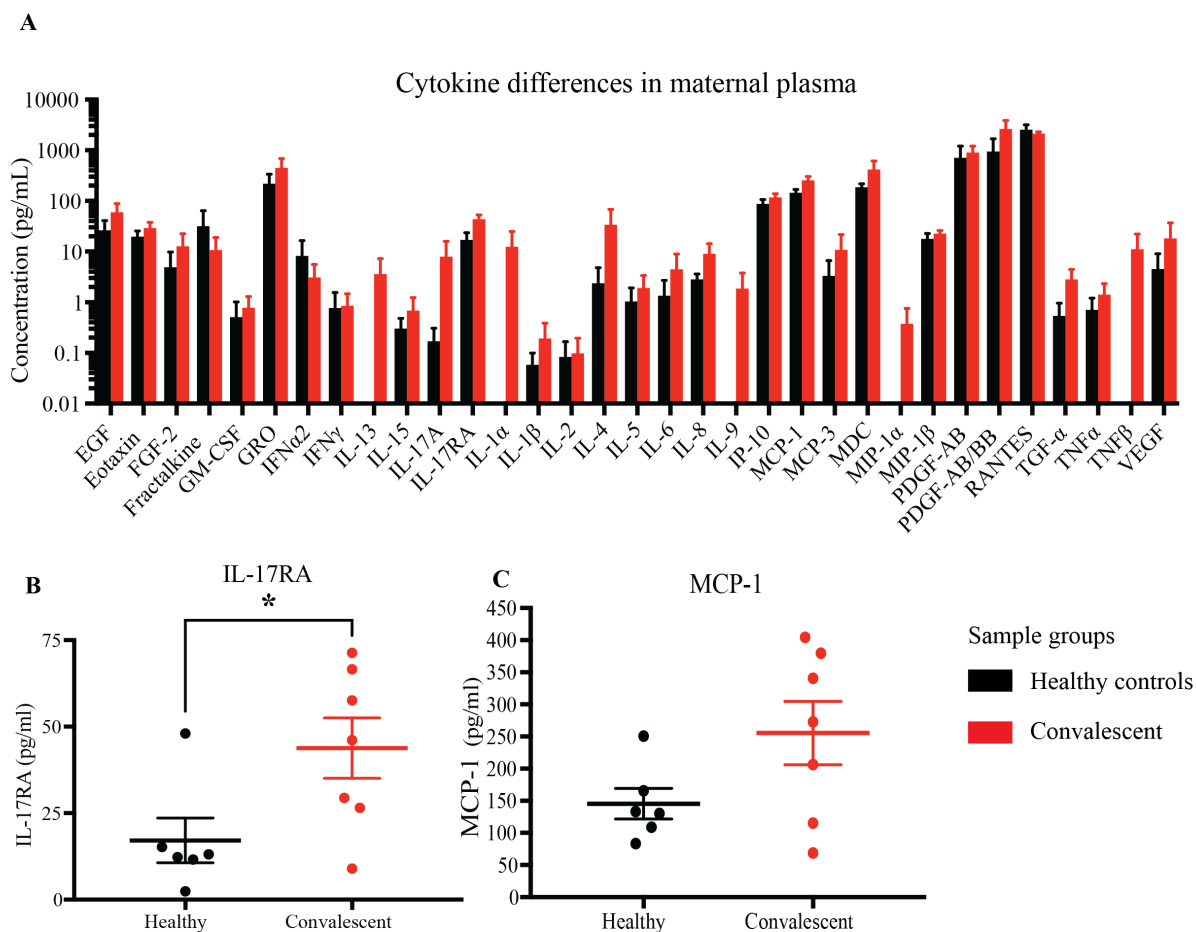 A
Cytokine differences in maternal plasma
Concentration (pg/mL)
10000
1000
100
10
1
0.1
0.01
EGF
Eotaxin
FGF-2
Fractalkine
GM-CSF
GRO
IFNα2
IFNγ
IL-13
IL-15
IL-17A
IL-17RA
IL-1α
IL-1β
IL-2
IL-4
IL-5
IL-6
IL-8
IL-9
IP-10
MCP-1
MCP-3
MDC
MIP-1α
MIP-1β
PDGF-AB
PDGF-AB/BB
RANTES
TGF-α
TNFα
TNFβ
VEGF
B
IL-17RA
*
IL-17RA (pg/ml)
75
50
25
0
Healthy
Convalescent
C
MCP-1
MCP-1 (pg/ml)
450
400
350
300
250
200
150
100
50
0
Healthy
Convalescent
Sample groups
Healthy controls
Convalescent